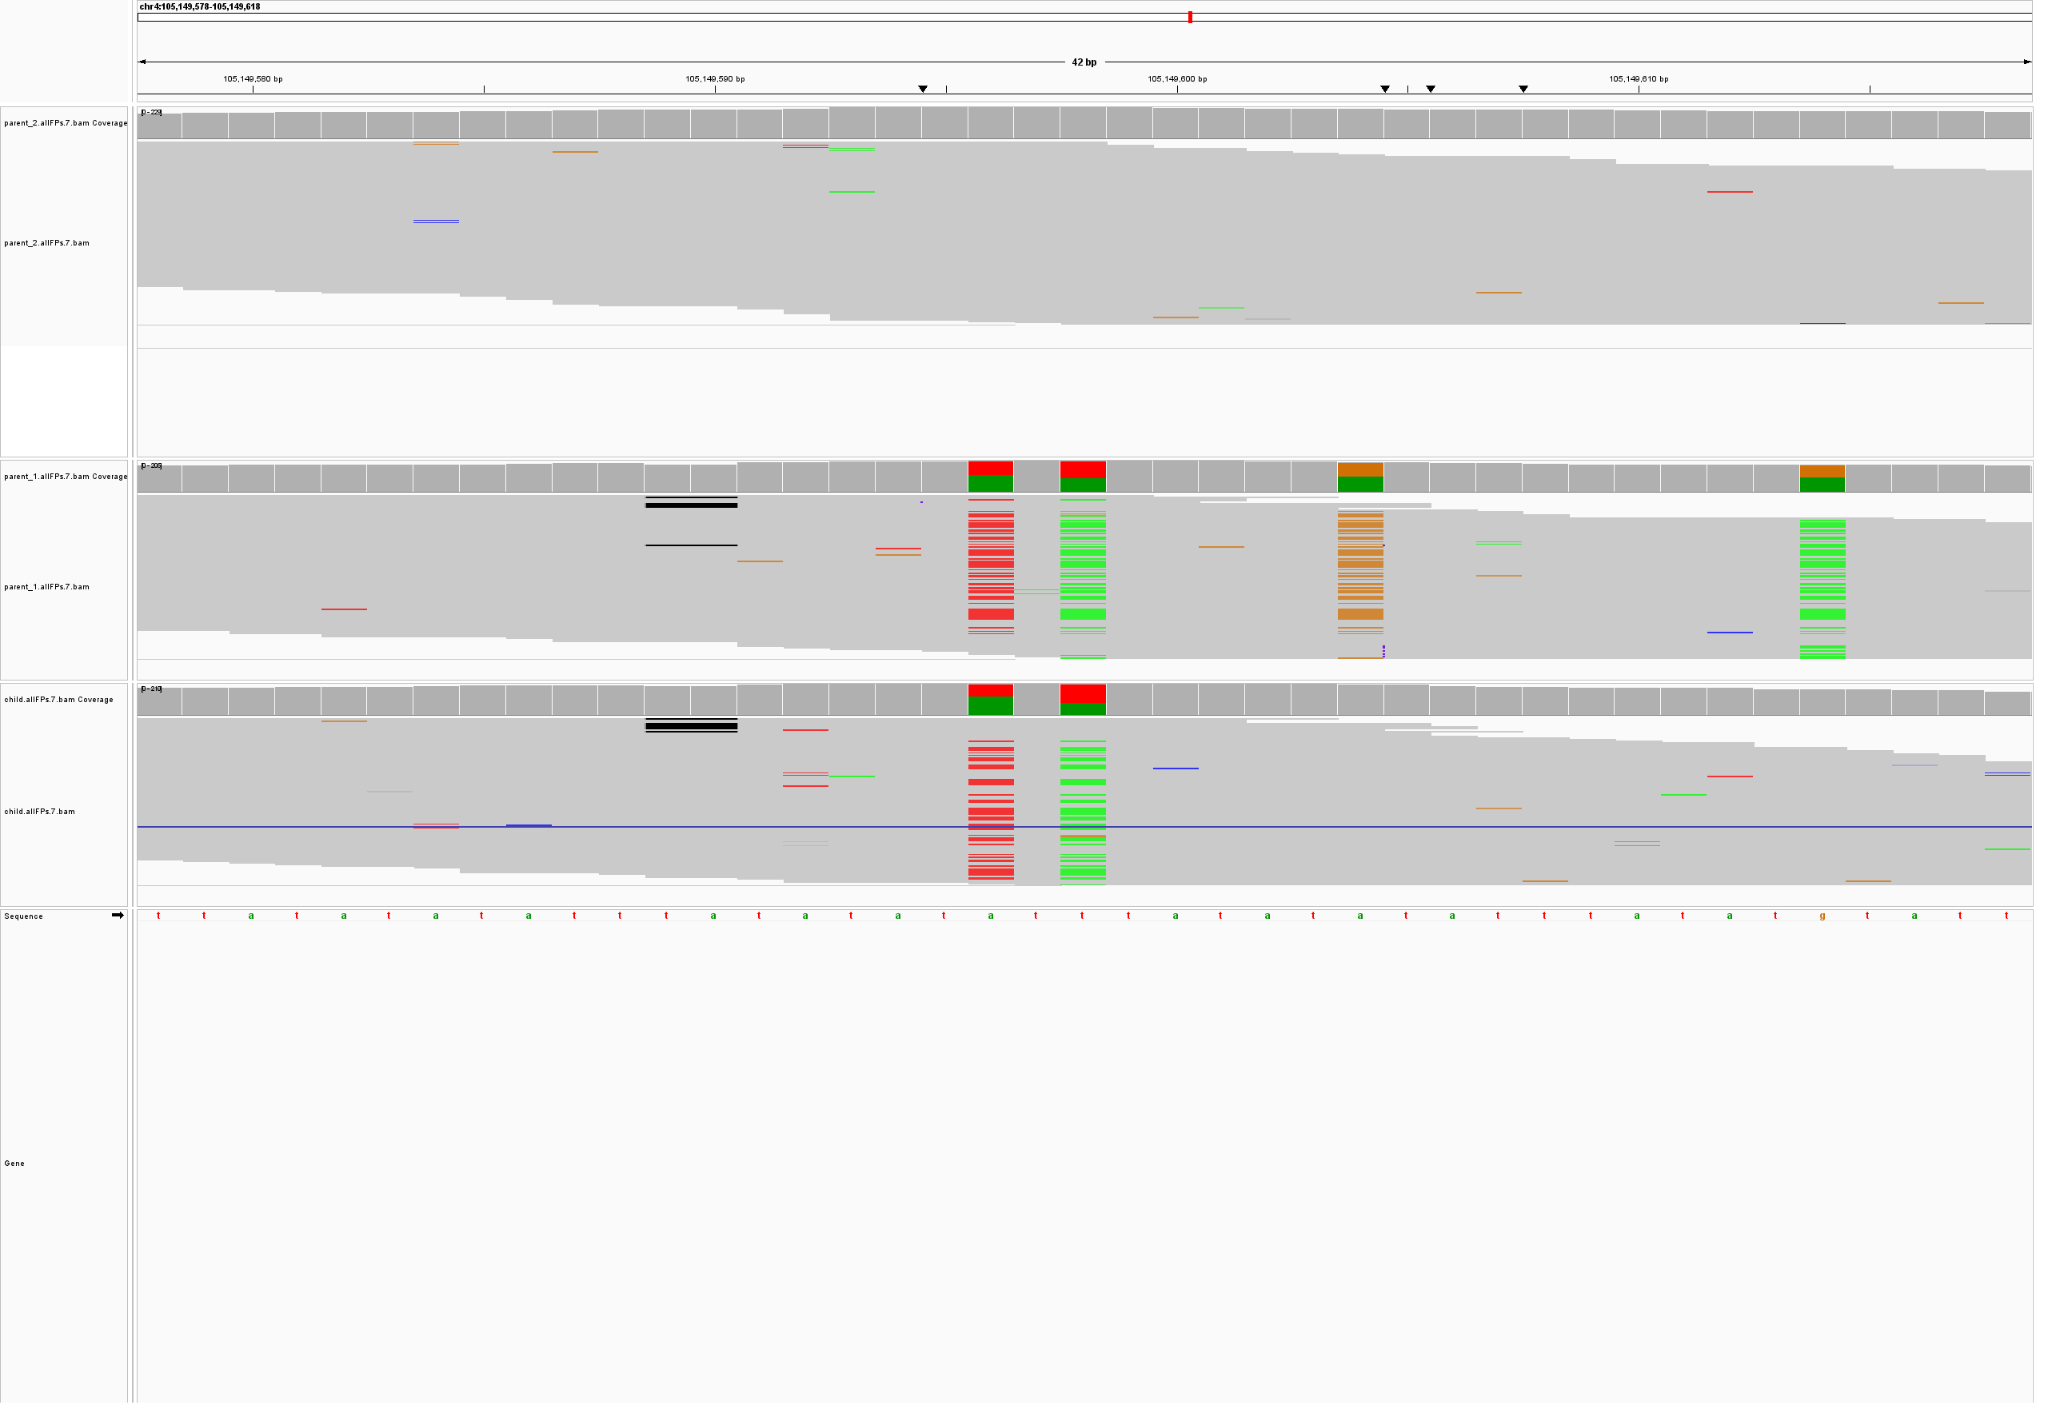 chr4:105,149,578-105,149,618
42 bp
105,149,580 bp 105,149,590 bp 105,149,600 bp 105,149,610 bp
[0 - 229]
parent_2.allFPs.7.bam Coverage
parent_2.allFPs.7.bam
parent_1.allFPs.7.bam Coverage
parent_1.allFPs.7.bam
child.allFPs.7.bam Coverage
child.allFPs.7.bam
Sequence t t a t a t a t a t t t a t a t a t a t t t a t a t a t a t t t a t a t g t a t t
Gene